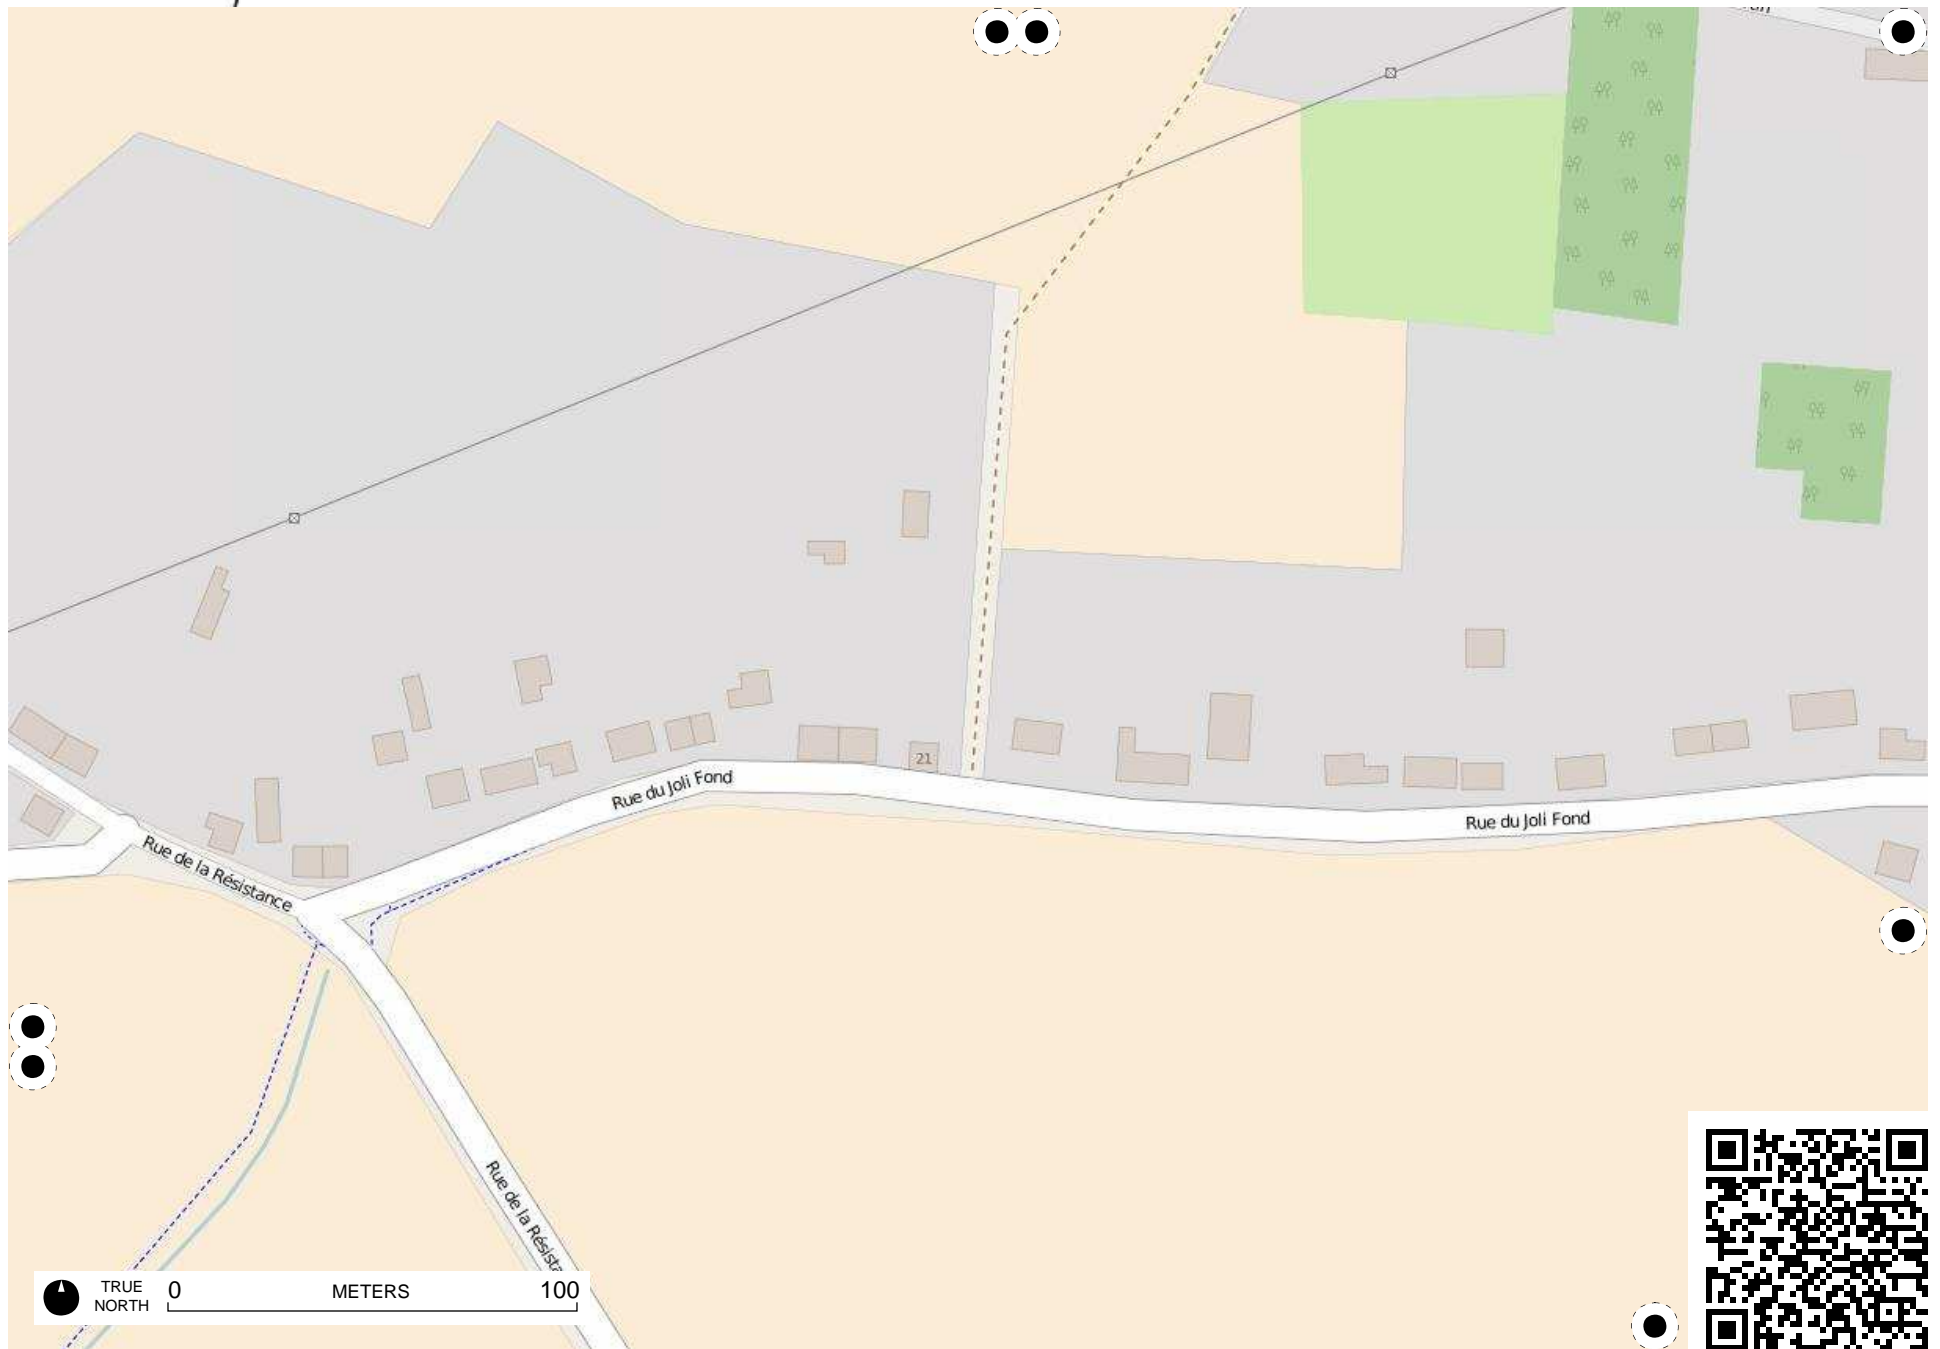 21
Rue du Joli Fond
Rue du Joli Fond
Rue de la Résistance
Rue de la Résista
TRUE NORTH
0 METERS 100